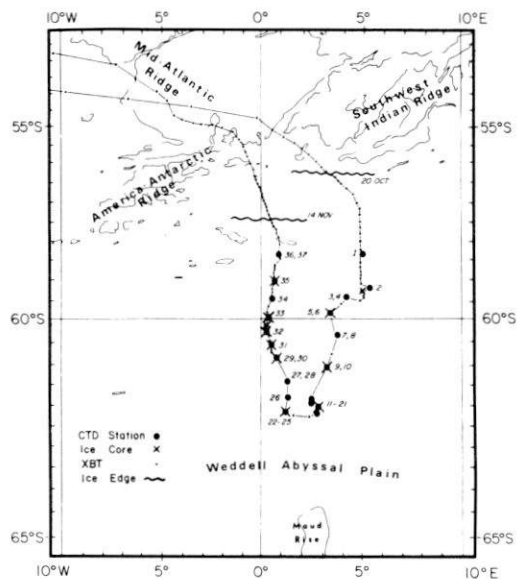 10°W 5°W 0° 5°E 10°E
Mid-Atlantic
Ridge
Southwest
Indian Ridge
55°S 55°S
20 OCT
America-Antarctic
Ridge
14 NOV
36, 37 1
35 2
34 3,4
33 5,6
60°S 60°S
32 7,8
31
29,30 9,10
27, 28
26 11-21
22-25
CTD Station
Ice Core
XBT
Ice Edge
Weddell Abyssal Plain
Maud
Rise
65°S 65°S
10°W 5°W 0° 5°E 10°E